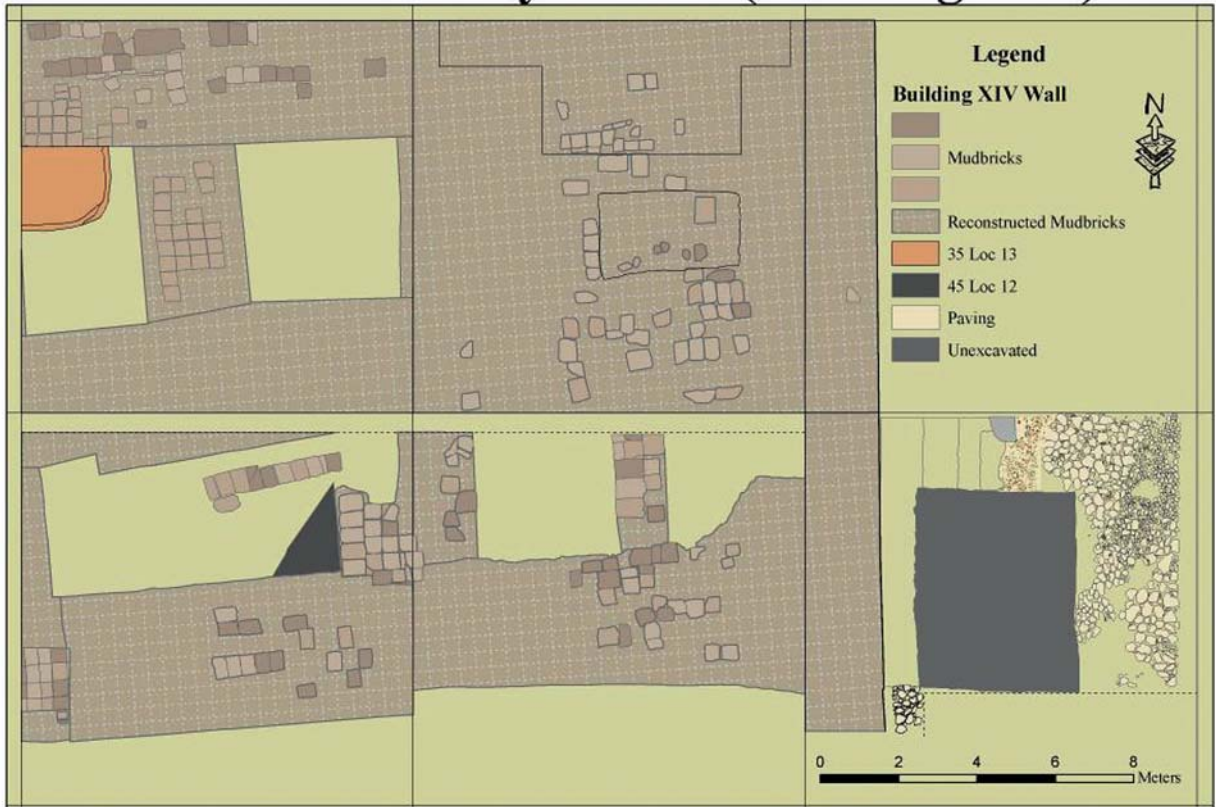 Legend
N
Building XIV Wall
Mudbricks
Reconstructed Mudbricks
35 Loc 13
45 Loc 12
Paving
Unexcavated
0 2 4 6 8
Meters